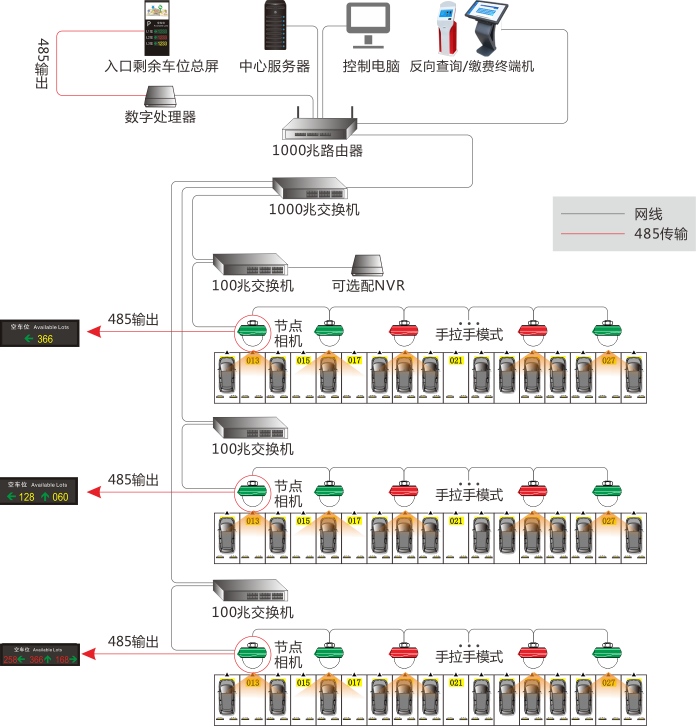 485输出
入口剩余车位总屏
中心服务器
控制电脑
反向查询/缴费终端机
数字处理器
1000兆路由器
1000兆交换机
网线
485传输
100兆交换机
可选配NVR
空车位 Available Lots
366
485输出
节点
相机
手拉手模式
013 015 017 021 027
100兆交换机
空车位 Available Lots
128 060
485输出
节点
相机
手拉手模式
013 015 017 021 027
100兆交换机
空车位 Available Lots
366 165
485输出
节点
相机
手拉手模式
013 015 017 021 027